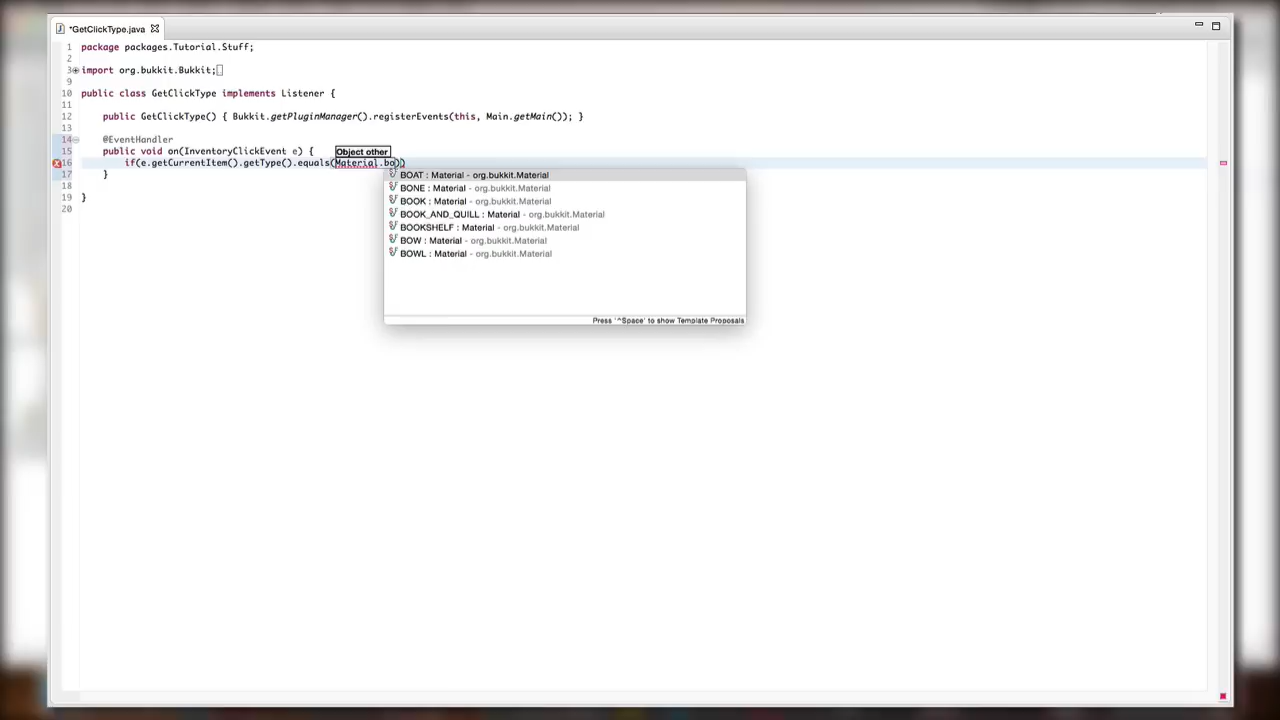 *GetClickType.java
1 package packages.Tutorial.Stuff;
2
3 import org.bukkit.Bukkit;
9
10 public class GetClickType implements Listener {
11
12 public GetClickType() { Bukkit.getPluginManager().registerEvents(this, Main.getMain()); }
13
14 @EventHandler
15 public void on(InventoryClickEvent e) {
Object other
16 if(e.getCurrentItem().getType().equals(Material.bo))
17 }
18
19 }
20
BOAT : Material - org.bukkit.Material
BONE : Material - org.bukkit.Material
BOOK : Material - org.bukkit.Material
BOOK_AND_QUILL : Material - org.bukkit.Material
BOOKSHELF : Material - org.bukkit.Material
BOW : Material - org.bukkit.Material
BOWL : Material - org.bukkit.Material
Press '^Space' to show Template Proposals